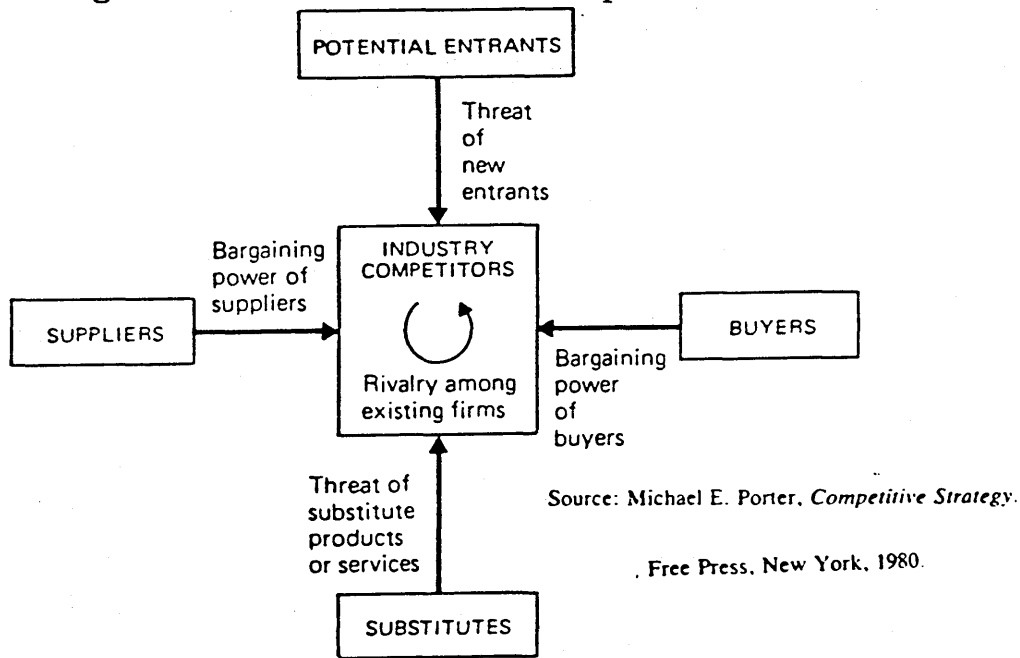 POTENTIAL ENTRANTS
Threat
of
new
entrants
INDUSTRY
COMPETITORS
Rivalry among
existing firms
Bargaining
power of
suppliers
SUPPLIERS
BUYERS
Bargaining
power
of
buyers
Threat of
substitute
products
or services
SUBSTITUTES
Source: Michael E. Porter, Competitive Strategy.
Free Press, New York, 1980.